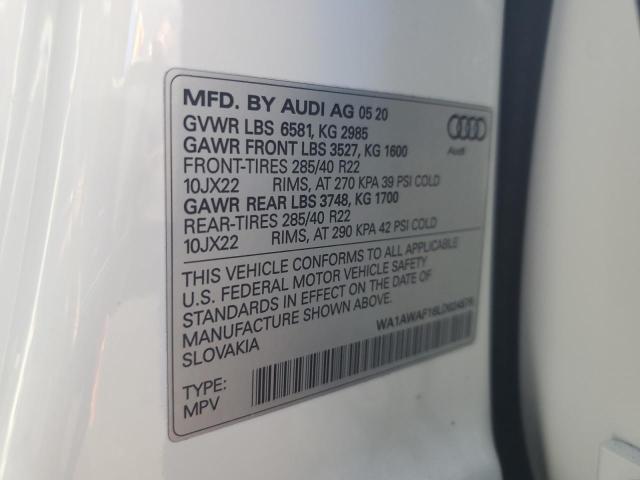 MFD. BY AUDI AG 05 20
GVWR LBS 6581, KG 2985
GAWR FRONT LBS 3527, KG 1600
FRONT-TIRES 285/40 R22
10JX22 RIMS, AT 270 KPA 39 PSI COLD
GAWR REAR LBS 3748, KG 1700
REAR-TIRES 285/40 R22
10JX22 RIMS, AT 290 KPA 42 PSI COLD
Audi
THIS VEHICLE CONFORMS TO ALL APPLICABLE
U.S. FEDERAL MOTOR VEHICLE SAFETY
STANDARDS IN EFFECT ON THE DATE OF
MANUFACTURE SHOWN ABOVE.
SLOVAKIA
TYPE:
MPV